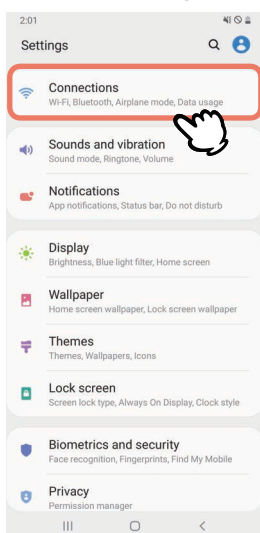 2:01
Settings
Connections
Wi-Fi, Bluetooth, Airplane mode, Data usage
Sounds and vibration
Sound mode, Ringtone, Volume
Notifications
App notifications, Status bar, Do not disturb
Display
Brightness, Blue light filter, Home screen
Wallpaper
Home screen wallpaper, Lock screen wallpaper
Themes
Themes, Wallpapers, Icons
Lock screen
Screen lock type, Always On Display, Clock style
Biometrics and security
Face recognition, Fingerprints, Find My Mobile
Privacy
Permission manager